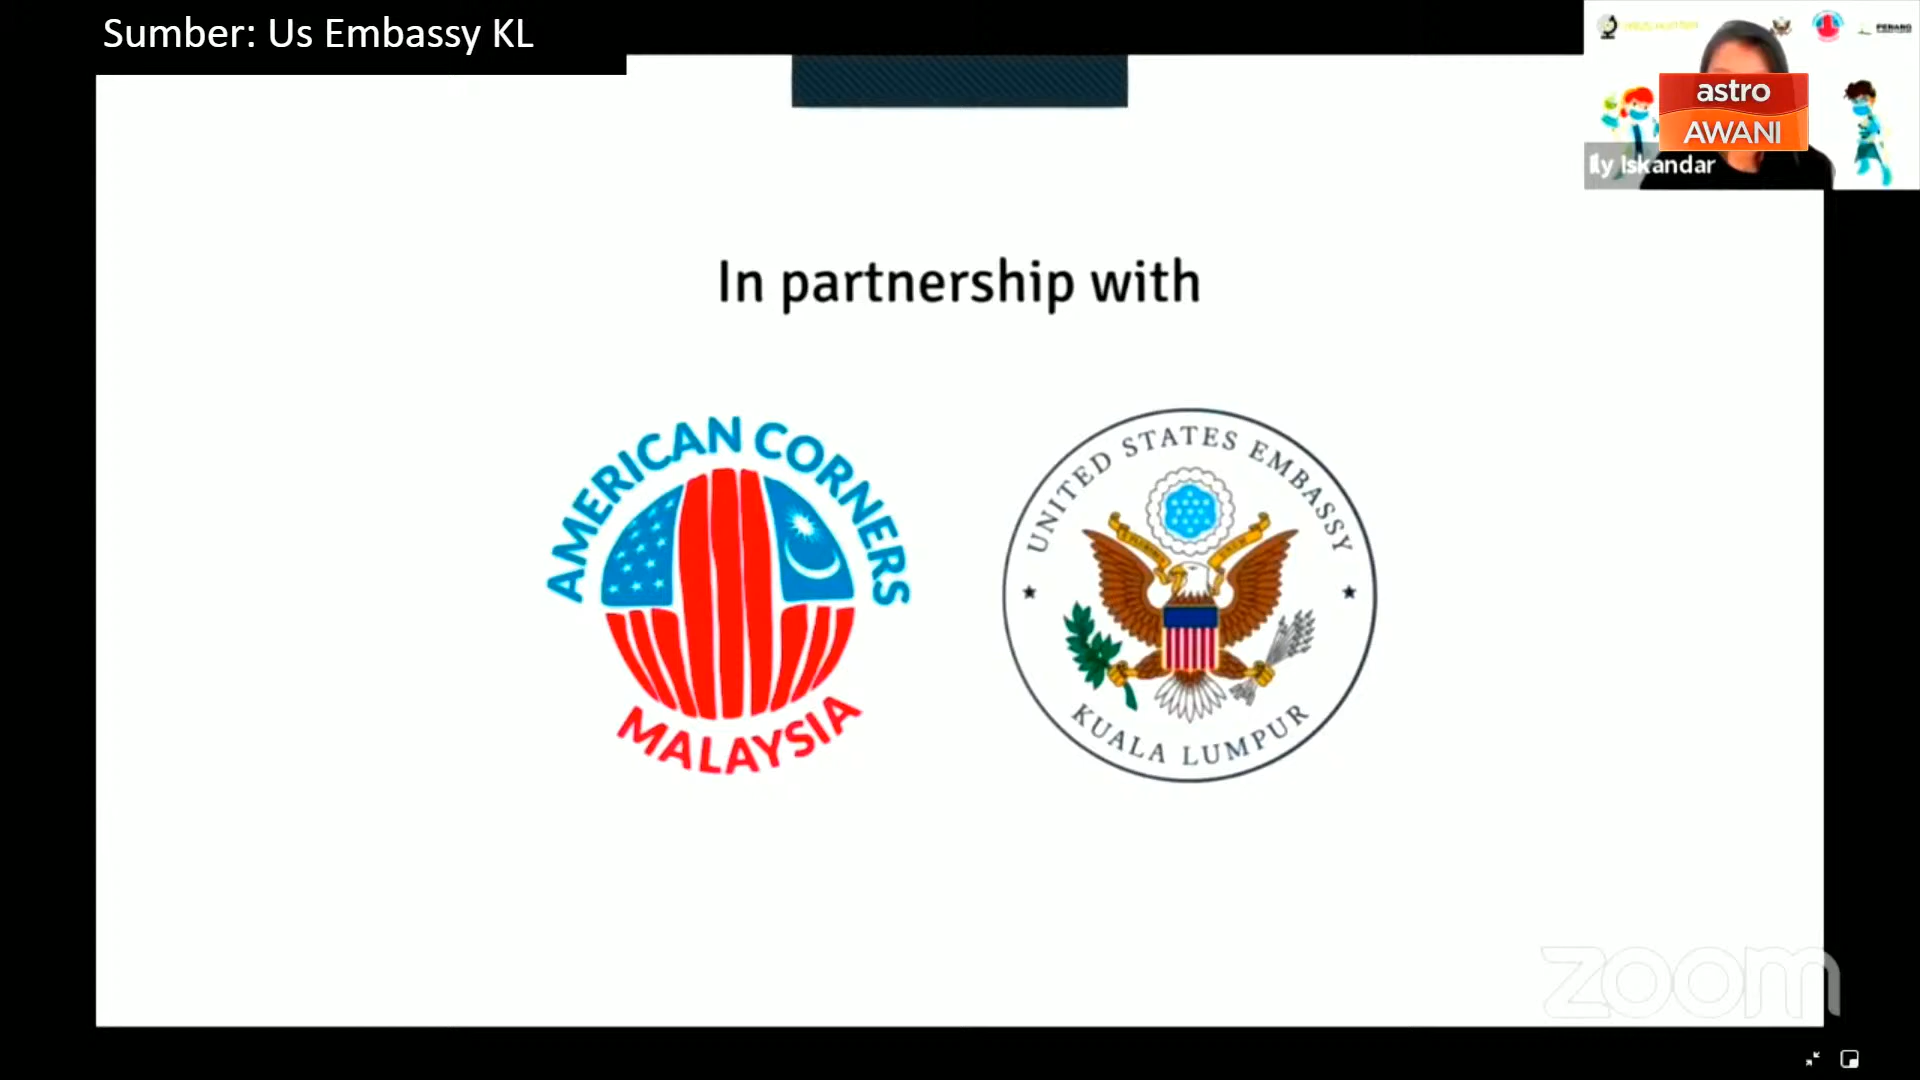 Sumber: Us Embassy KL
astro
AWANI
ly Iskandar
In partnership with
AMERICAN CORNERS
MALAYSIA
UNITED STATES EMBASSY
KUALA LUMPUR
zoom